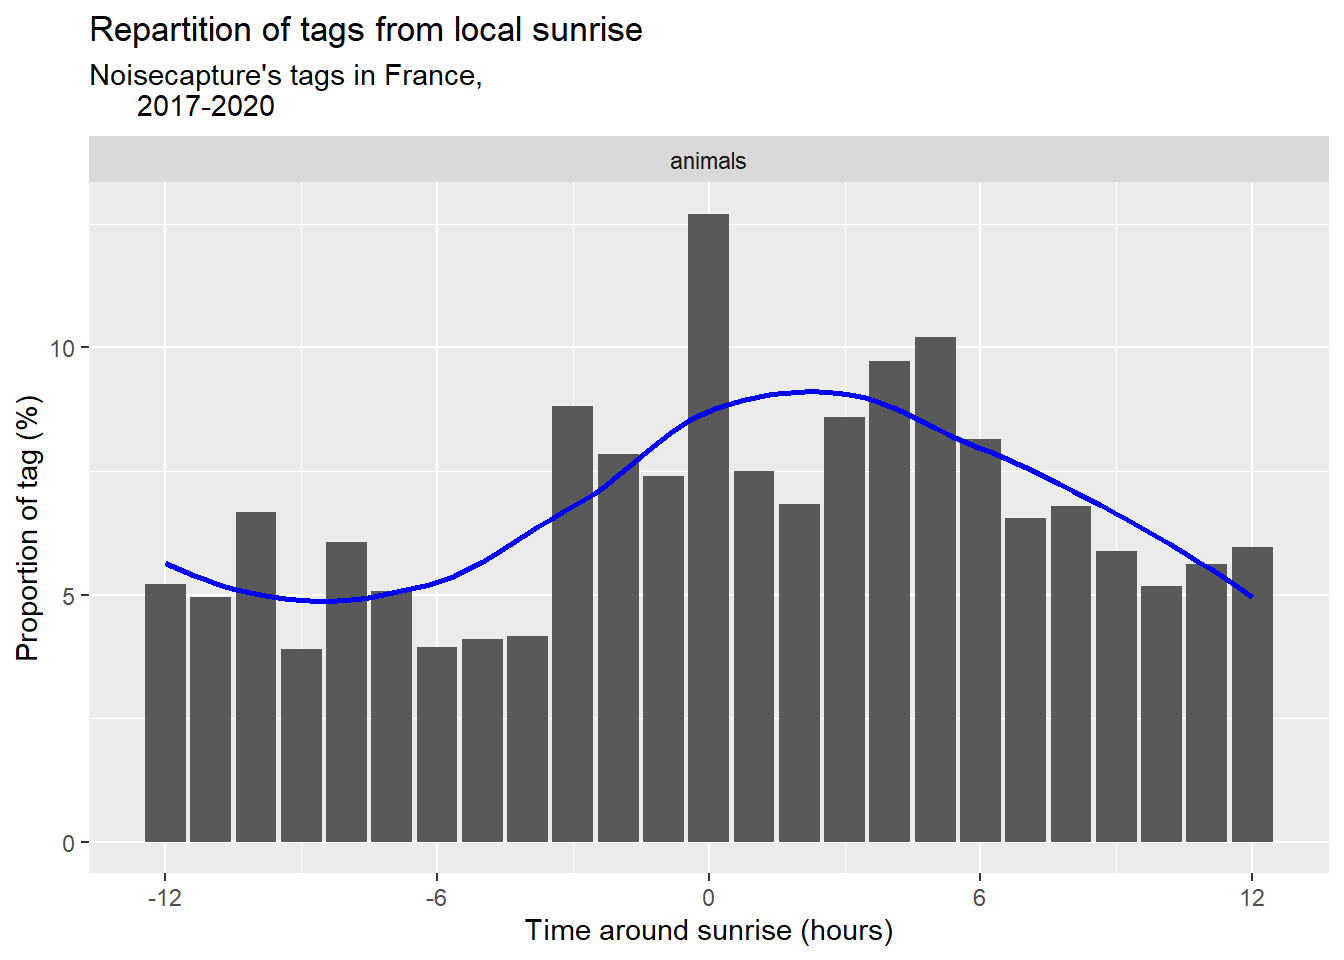 Repartition of tags from local sunrise
Noisecapture's tags in France,
2017-2020
animals
Proportion of tag (%)
10
5
0
-12
-6
0
6
12
Time around sunrise (hours)